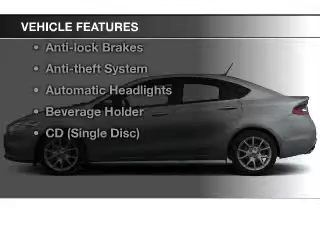 VEHICLE FEATURES
• Anti-lock Brakes
• Anti-theft System
• Automatic Headlights
• Beverage Holder
• CD (Single Disc)